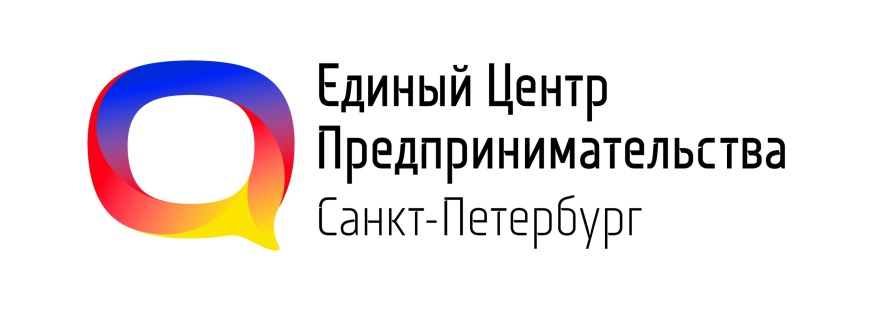 Единый Центр
Предпринимательства
Санкт-Петербург